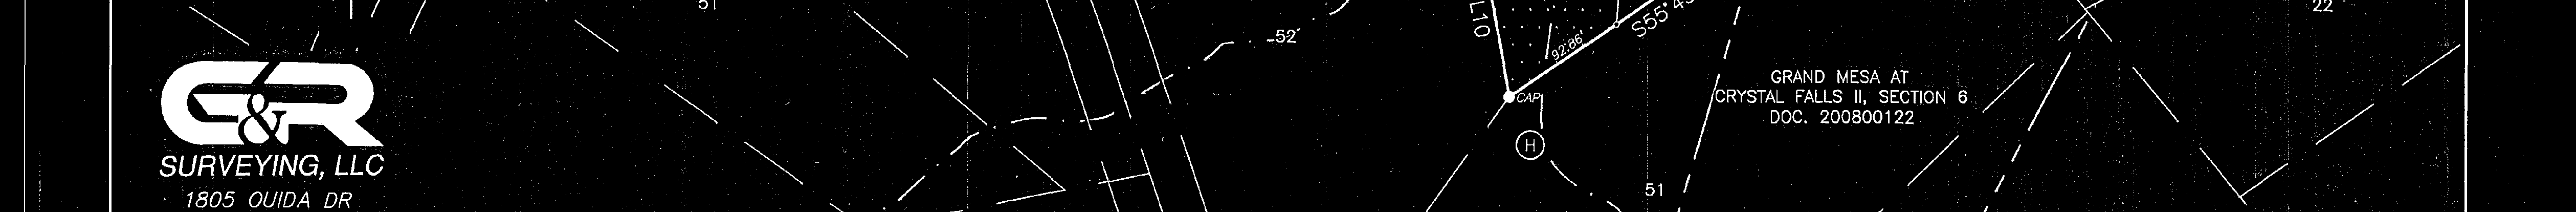 51
22
L10
S55°45
92.86'
52
GRAND MESA AT
CRYSTAL FALLS II, SECTION 6
DOC. 200800122
CAP
H
51
G&R
SURVEYING, LLC
1805 OUIDA DR